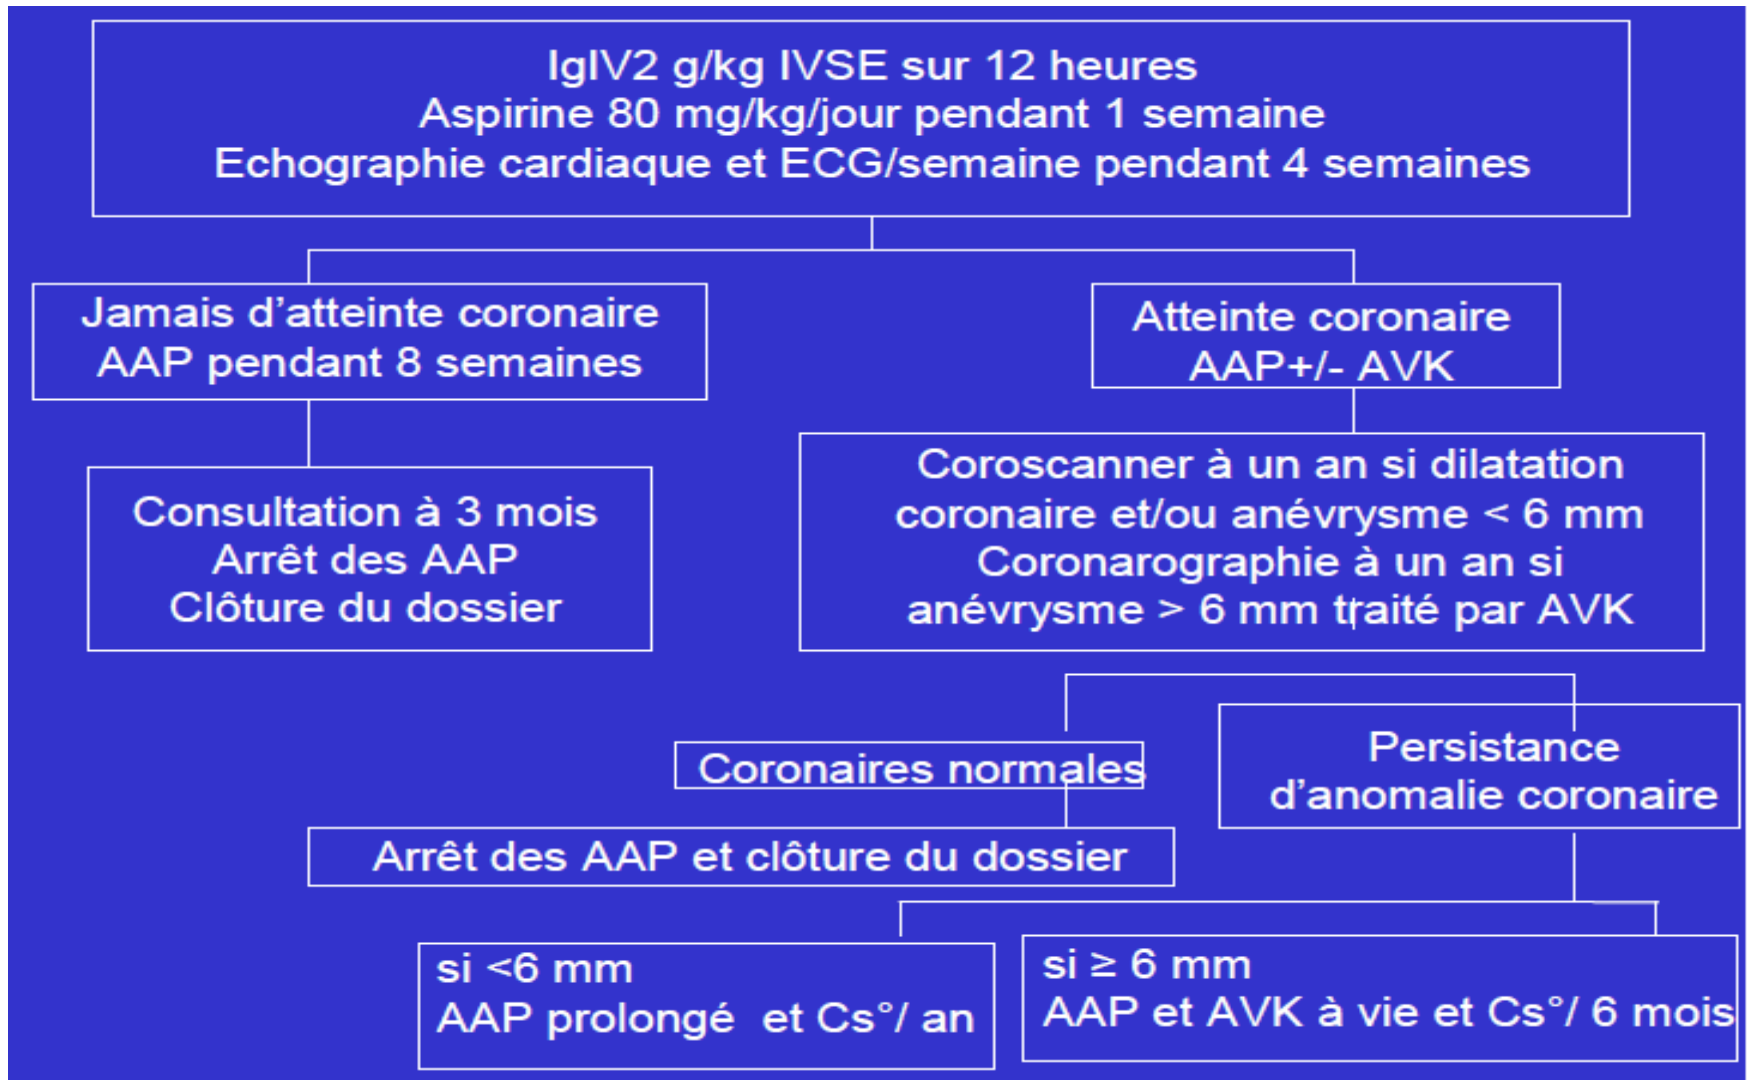 IgIV2 g/kg IVSE sur 12 heures
Aspirine 80 mg/kg/jour pendant 1 semaine
Echographie cardiaque et ECG/semaine pendant 4 semaines
Jamais d'atteinte coronaire
AAP pendant 8 semaines
Atteinte coronaire
AAP+/- AVK
Consultation à 3 mois
Arrêt des AAP
Clôture du dossier
Coroscanner à un an si dilatation
coronaire et/ou anévrysme < 6 mm
Coronarographie à un an si
anévrysme > 6 mm traité par AVK
Coronaires normales
Persistance
d'anomalie coronaire
Arrêt des AAP et clôture du dossier
si <6 mm
AAP prolongé et Cs°/ an
si ≥ 6 mm
AAP et AVK à vie et Cs°/ 6 mois